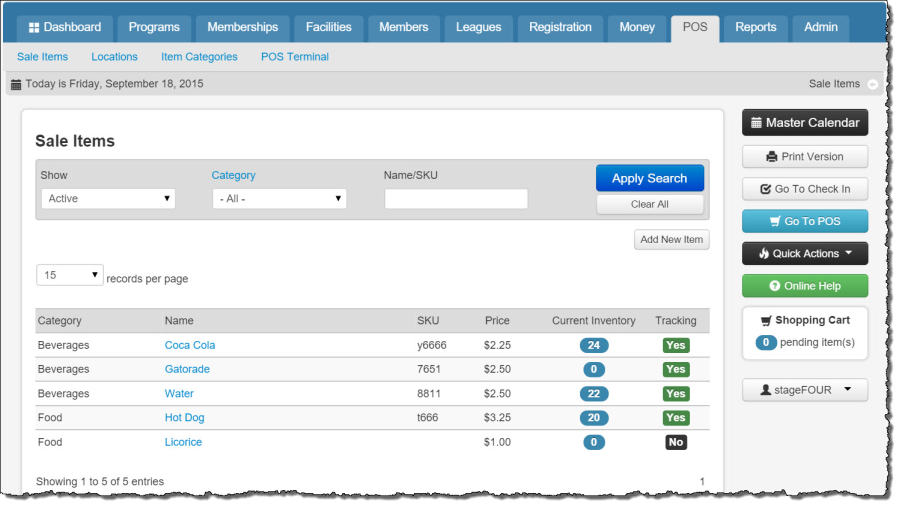 Dashboard Programs Memberships Facilities Members Leagues Registration Money POS Reports Admin
Sale Items Locations Item Categories POS Terminal
Today is Friday, September 18, 2015 Sale Items
Master Calendar
Print Version
Go To Check In
Go To POS
Quick Actions
Online Help
Shopping Cart
0 pending item(s)
stageFOUR
Sale Items
Show Category Name/SKU
Active - All - Apply Search
Clear All
Add New Item
15 records per page
Category Name SKU Price Current Inventory Tracking
Beverages Coca Cola y6666 $2.25 24 Yes
Beverages Gatorade 7651 $2.50 0 Yes
Beverages Water 8811 $2.50 22 Yes
Food Hot Dog t666 $3.25 20 Yes
Food Licorice $1.00 0 No
Showing 1 to 5 of 5 entries 1